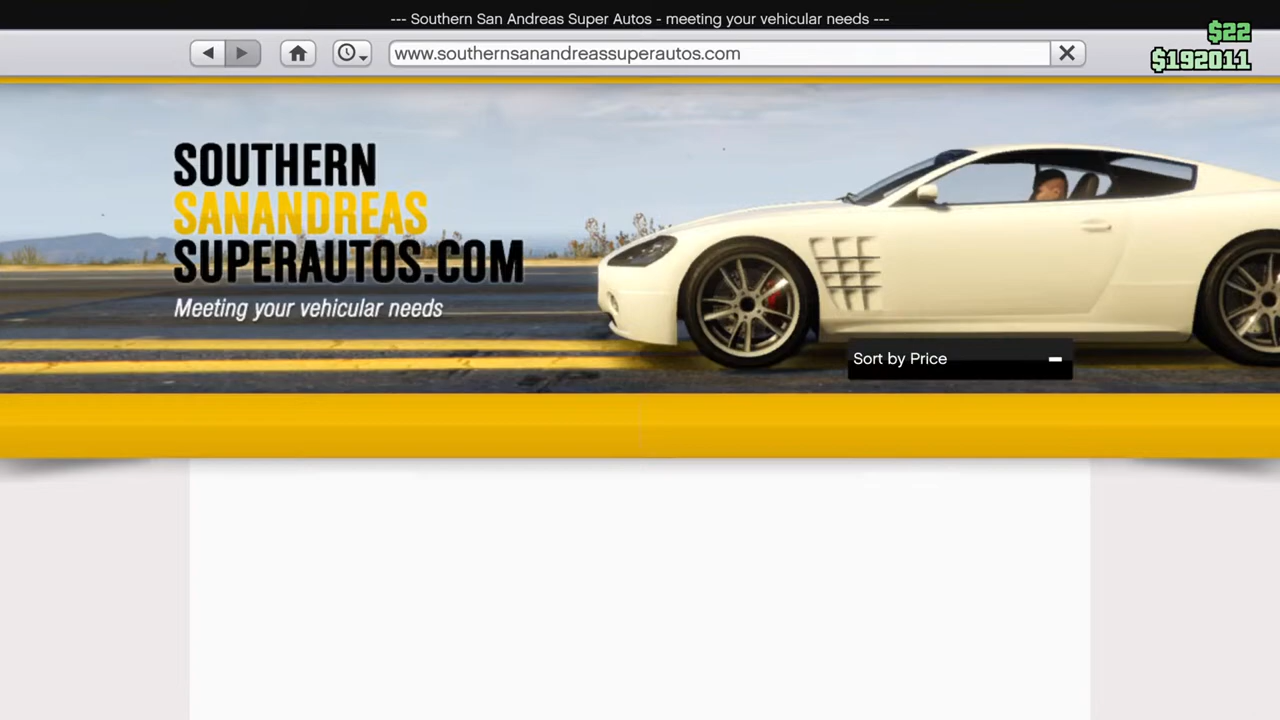 --- Southern San Andreas Super Autos - meeting your vehicular needs ---
$22
www.southernsanandreassuperautos.com
$192011
SOUTHERN
SANANDREAS
SUPERAUTOS.COM
Meeting your vehicular needs
Sort by Price